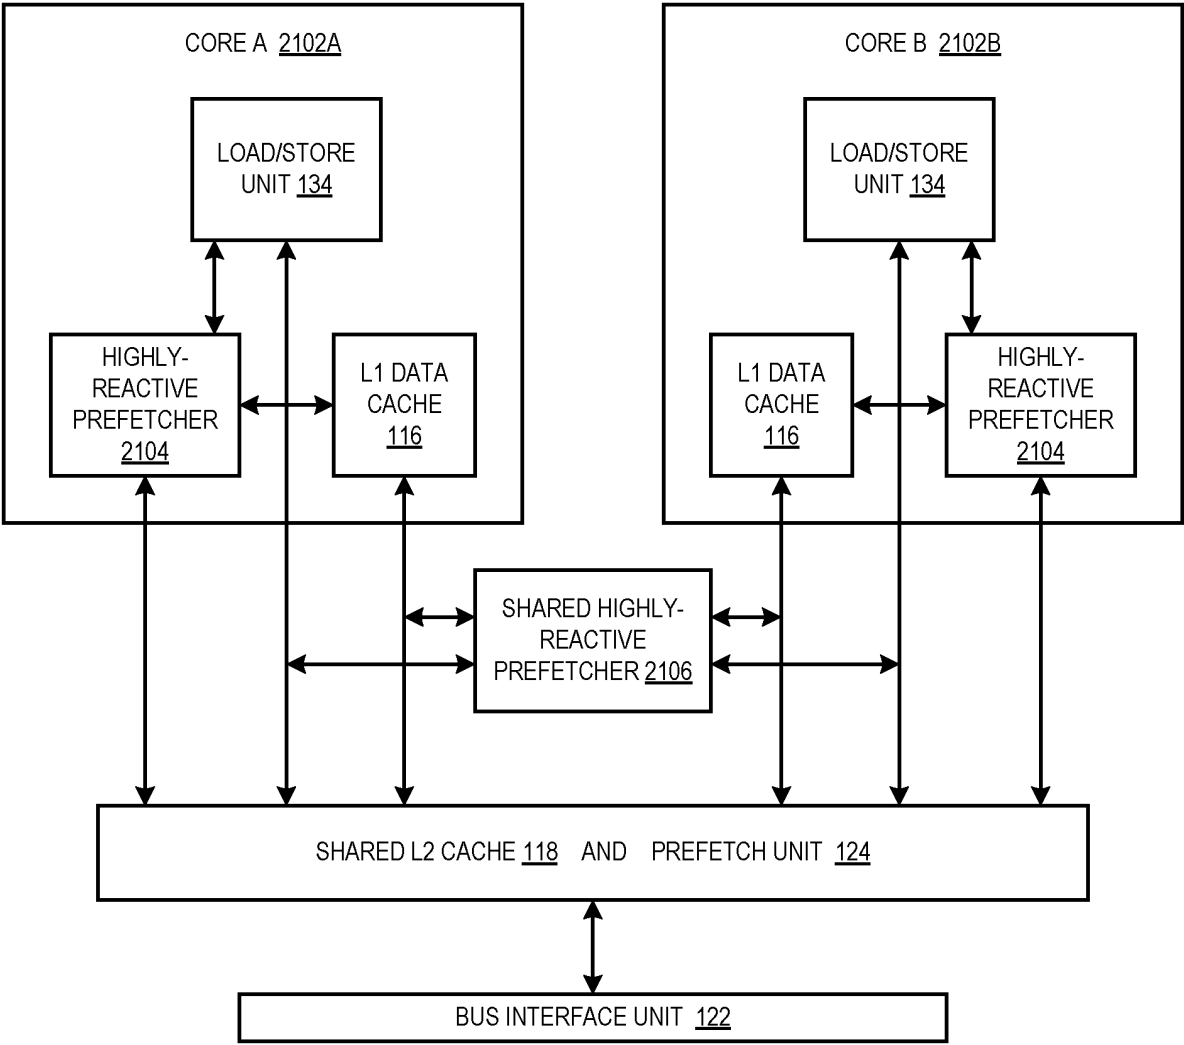 CORE A 2102A
LOAD/STORE
UNIT 134
HIGHLY-
REACTIVE
PREFETCHER
2104
L1 DATA
CACHE
116
CORE B 2102B
LOAD/STORE
UNIT 134
L1 DATA
CACHE
116
HIGHLY-
REACTIVE
PREFETCHER
2104
SHARED HIGHLY-
REACTIVE
PREFETCHER 2106
SHARED L2 CACHE 118 AND PREFETCH UNIT 124
BUS INTERFACE UNIT 122